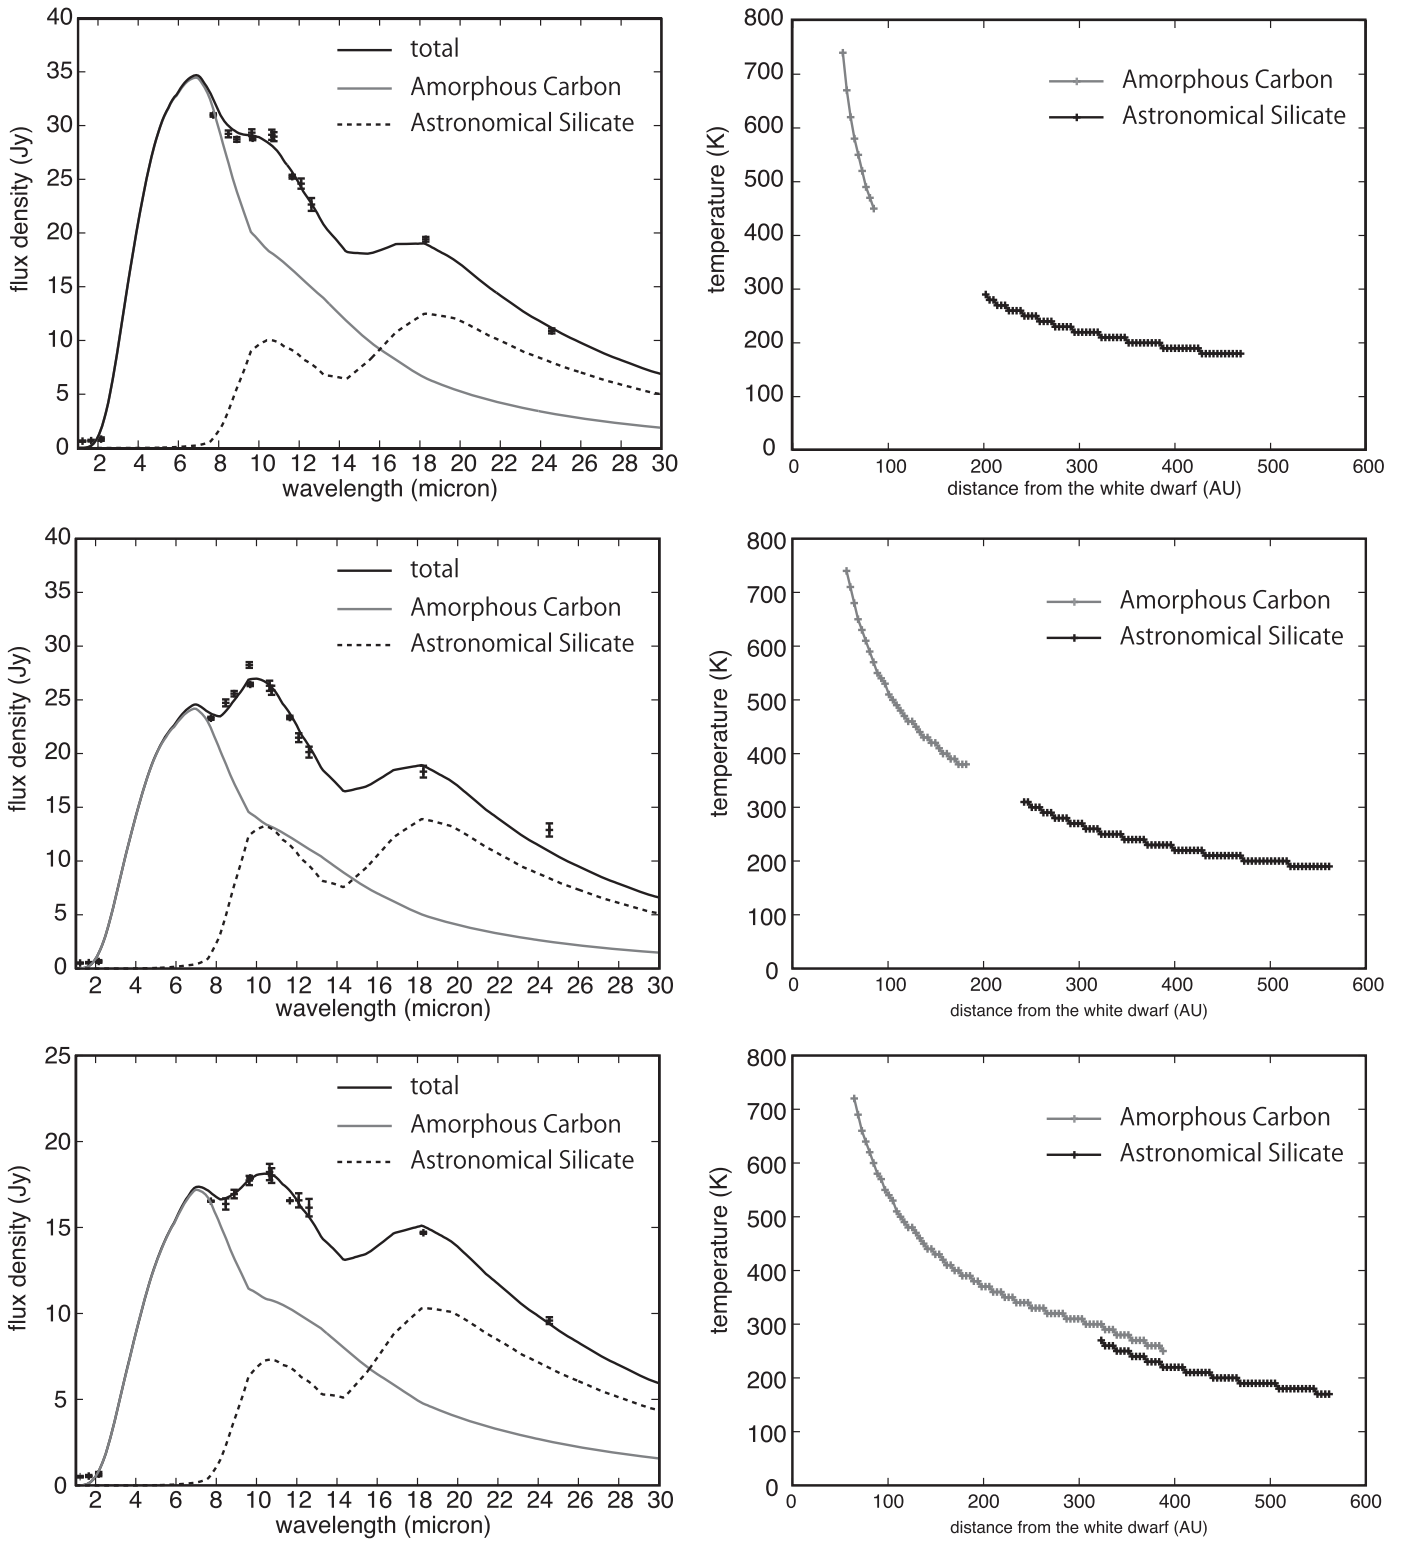 40
35
30
25
20
15
10
5
0
flux density (Jy)
total
Amorphous Carbon
Astronomical Silicate
2 4 6 8 10 12 14 16 18 20 22 24 26 28 30
wavelength (micron)
800
700
600
500
400
300
200
100
0
temperature (K)
Amorphous Carbon
Astronomical Silicate
0 100 200 300 400 500 600
distance from the white dwarf (AU)
40
35
30
25
20
15
10
5
0
flux density (Jy)
total
Amorphous Carbon
Astronomical Silicate
2 4 6 8 10 12 14 16 18 20 22 24 26 28 30
wavelength (micron)
800
700
600
500
400
300
200
100
0
temperature (K)
Amorphous Carbon
Astronomical Silicate
0 100 200 300 400 500 600
distance from the white dwarf (AU)
25
20
15
10
5
0
flux density (Jy)
total
Amorphous Carbon
Astronomical Silicate
2 4 6 8 10 12 14 16 18 20 22 24 26 28 30
wavelength (micron)
800
700
600
500
400
300
200
100
0
temperature (K)
Amorphous Carbon
Astronomical Silicate
0 100 200 300 400 500 600
distance from the white dwarf (AU)